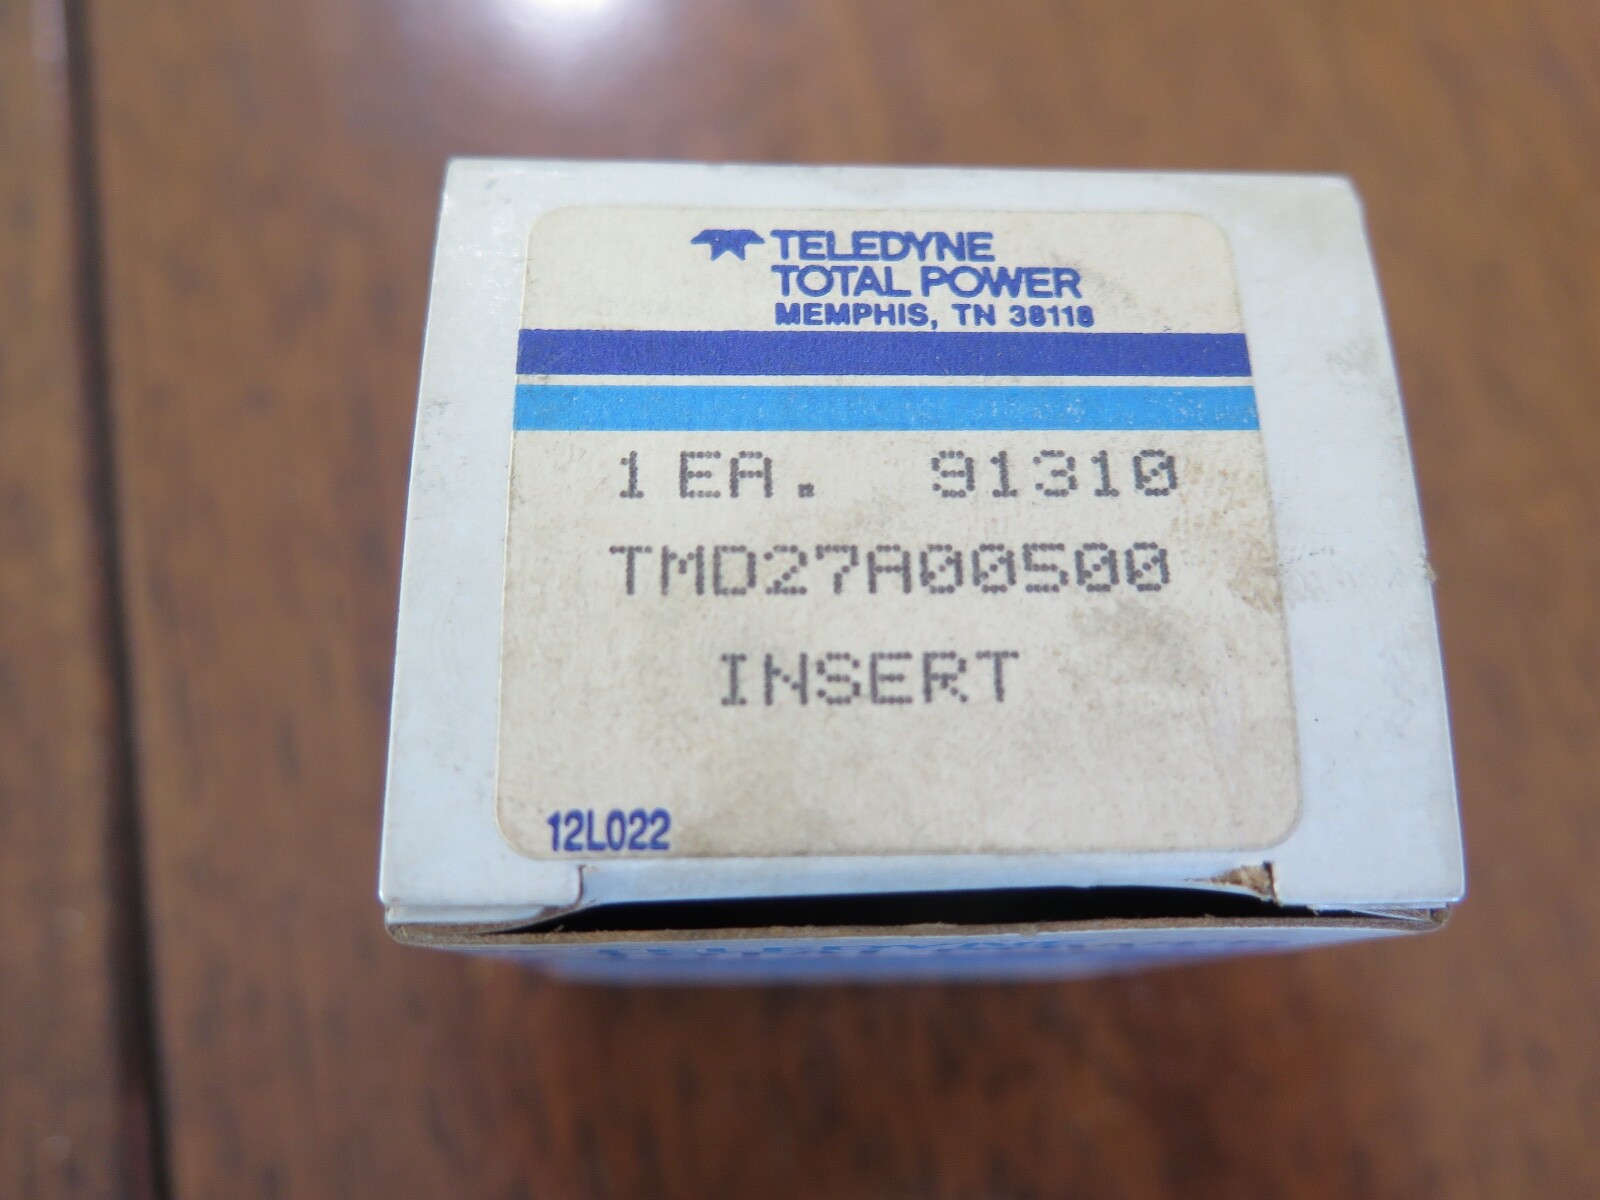 TELEDYNE
TOTAL POWER
MEMPHIS, TN 38118
1 EA. 91310
TMD27A00500
INSERT
12L022